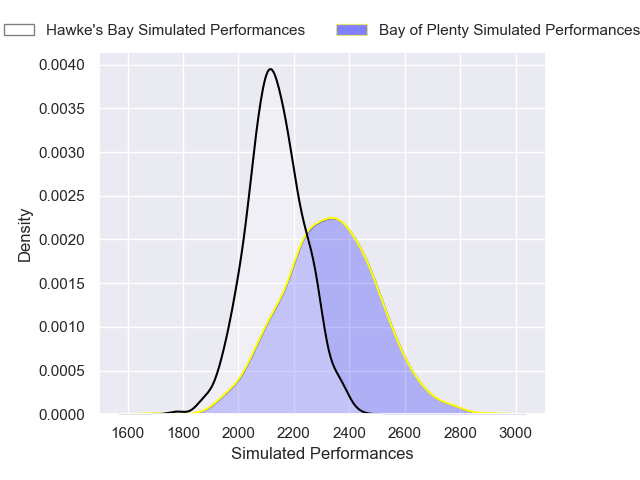 Hawke's Bay Simulated Performances
Bay of Plenty Simulated Performances
0.0040
0.0035
0.0030
0.0025
0.0020
0.0015
0.0010
0.0005
0.0000
Density
1600 1800 2000 2200 2400 2600 2800 3000
Simulated Performances